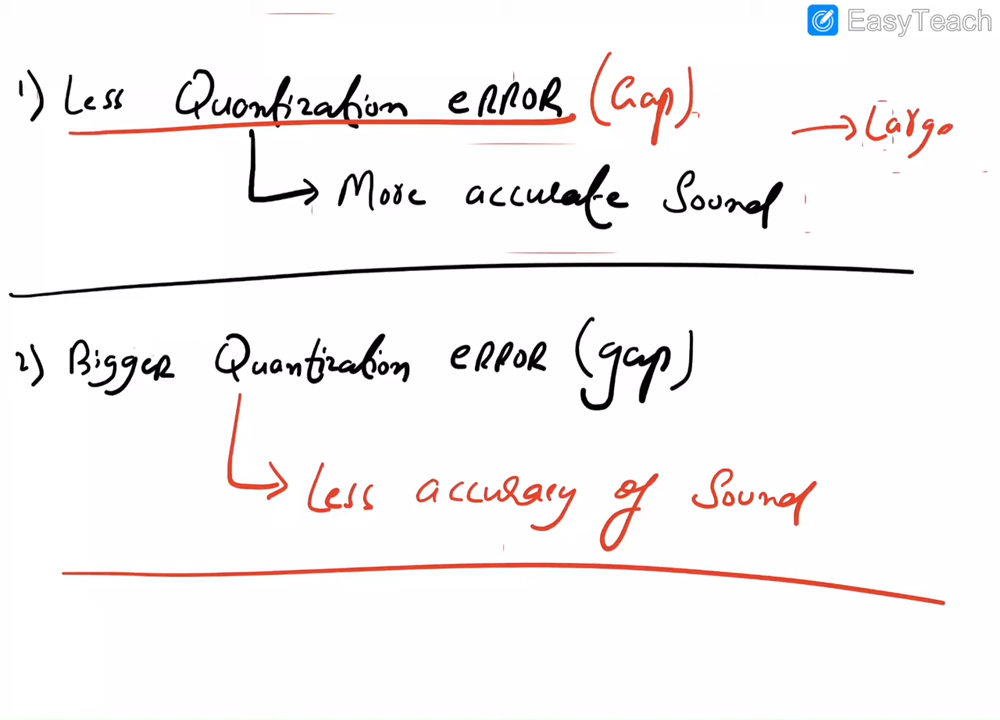 EasyTeach
1) Less Quantization ERROR (Gap)
→ Large
↳ More accurate Sound
2) Bigger Quantization ERROR (gap)
↳ Less accuracy of Sound